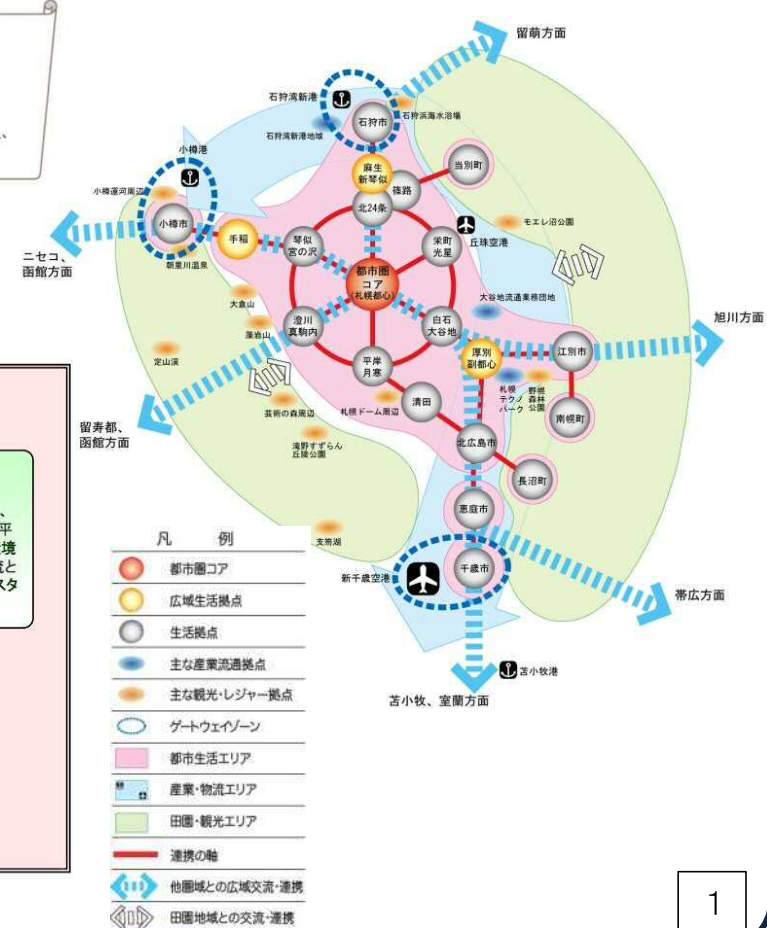 留萌方面
石狩湾新港
石狩浜海水浴場
石狩市
石狩湾新港地域
小樽港
麻生
新琴似
篠路
当別町
小樽運河周辺
北24条
モエレ沼公園
小樽市
手稲
琴似
宮の沢
栄町
光星
丘珠空港
ニセコ、
函館方面
朝里川温泉
都市圏
コア
(札幌都心)
大倉山
大谷地流通業務団地
旭川方面
藻岩山
澄川
真駒内
白石
大谷地
定山渓
平岸
月寒
厚別
副都心
江別市
札幌
テクノ
パーク
野幌
森林
公園
留寿都、
函館方面
芸術の森周辺
札幌ドーム周辺
清田
南幌町
滝野すずらん
丘陵公園
北広島市
長沼町
恵庭市
支笏湖
新千歳空港
千歳市
帯広方面
苫小牧港
苫小牧、室蘭方面
、
平
境
流と
スタ
凡 例
都市圏コア
広域生活拠点
生活拠点
主な産業流通拠点
主な観光・レジャー拠点
ゲートウェイゾーン
都市生活エリア
産業・物流エリア
田園・観光エリア
連携の軸
他圏域との広域交流・連携
田園地域との交流・連携
1